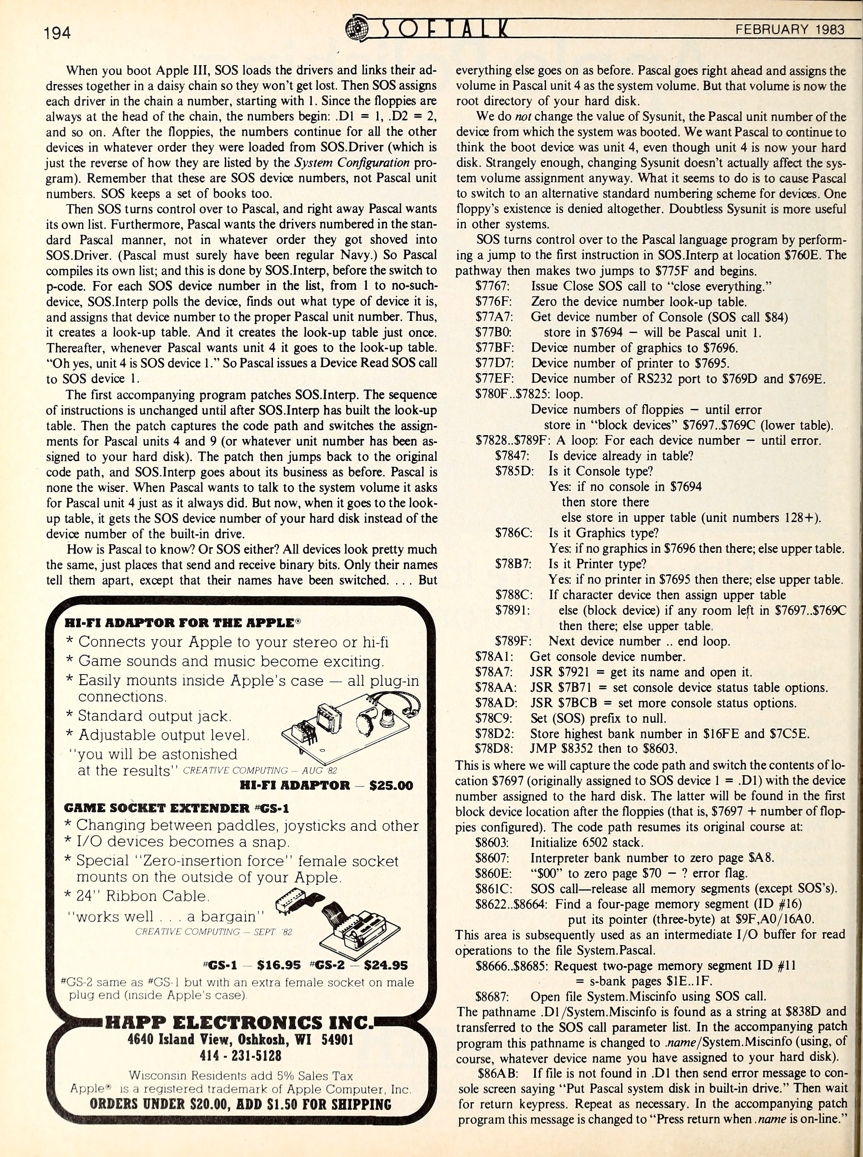 194
SOFTALK
FEBRUARY 1983
When you boot Apple III, SOS loads the drivers and links their ad-
dresses together in a daisy chain so they won't get lost. Then SOS assigns
each driver in the chain a number, starting with 1. Since the floppies are
always at the head of the chain, the numbers begin: .D1 = 1, .D2 = 2,
and so on. After the floppies, the numbers continue for all the other
devices in whatever order they were loaded from SOS.Driver (which is
just the reverse of how they are listed by the System Configuration pro-
gram). Remember that these are SOS device numbers, not Pascal unit
numbers. SOS keeps a set of books too.
Then SOS turns control over to Pascal, and right away Pascal wants
its own list. Furthermore, Pascal wants the drivers numbered in the stan-
dard Pascal manner, not in whatever order they got shoved into
SOS.Driver. (Pascal must surely have been regular Navy.) So Pascal
compiles its own list; and this is done by SOS.Interp, before the switch to
p-code. For each SOS device number in the list, from 1 to no-such-
device, SOS.Interp polls the device, finds out what type of device it is,
and assigns that device number to the proper Pascal unit number. Thus,
it creates a look-up table. And it creates the look-up table just once.
Thereafter, whenever Pascal wants unit 4 it goes to the look-up table.
"Oh yes, unit 4 is SOS device 1." So Pascal issues a Device Read SOS call
to SOS device 1.
The first accompanying program patches SOS.Interp. The sequence
of instructions is unchanged until after SOS.Interp has built the look-up
table. Then the patch captures the code path and switches the assign-
ments for Pascal units 4 and 9 (or whatever unit number has been as-
signed to your hard disk). The patch then jumps back to the original
code path, and SOS.Interp goes about its business as before. Pascal is
none the wiser. When Pascal wants to talk to the system volume it asks
for Pascal unit 4 just as it always did. But now, when it goes to the look-
up table, it gets the SOS device number of your hard disk instead of the
device number of the built-in drive.
How is Pascal to know? Or SOS either? All devices look pretty much
the same, just places that send and receive binary bits. Only their names
tell them apart, except that their names have been switched. . . . But
HI-FI ADAPTOR FOR THE APPLE®
* Connects your Apple to your stereo or hi-fi
* Game sounds and music become exciting.
* Easily mounts inside Apple's case — all plug-in
connections.
* Standard output jack.
* Adjustable output level.
"you will be astonished
at the results" CREATIVE COMPUTING – AUG '82
HI-FI ADAPTOR — $25.00
GAME SOCKET EXTENDER #GS-1
* Changing between paddles, joysticks and other
* I/O devices becomes a snap.
* Special "Zero-insertion force" female socket
mounts on the outside of your Apple.
* 24" Ribbon Cable.
"works well . . . a bargain"
CREATIVE COMPUTING – SEPT '82
#GS-1 — $16.95 #GS-2 — $24.95
#GS-2 same as #GS-1 but with an extra female socket on male
plug end (inside Apple's case).
HAPP ELECTRONICS INC.
4640 Island View, Oshkosh, WI 54901
414 - 231-5128
Wisconsin Residents add 5% Sales Tax
Apple® is a registered trademark of Apple Computer, Inc.
ORDERS UNDER $20.00, ADD $1.50 FOR SHIPPING
everything else goes on as before. Pascal goes right ahead and assigns the
volume in Pascal unit 4 as the system volume. But that volume is now the
root directory of your hard disk.
We do not change the value of Sysunit, the Pascal unit number of the
device from which the system was booted. We want Pascal to continue to
think the boot device was unit 4, even though unit 4 is now your hard
disk. Strangely enough, changing Sysunit doesn't actually affect the sys-
tem volume assignment anyway. What it seems to do is to cause Pascal
to switch to an alternative standard numbering scheme for devices. One
floppy's existence is denied altogether. Doubtless Sysunit is more useful
in other systems.
SOS turns control over to the Pascal language program by perform-
ing a jump to the first instruction in SOS.Interp at location $760E. The
pathway then makes two jumps to $775F and begins.
$7767: Issue Close SOS call to "close everything."
$776F: Zero the device number look-up table.
$77A7: Get device number of Console (SOS call $84)
$77B0: store in $7694 – will be Pascal unit 1.
$77BF: Device number of graphics to $7696.
$77D7: Device number of printer to $7695.
$77EF: Device number of RS232 port to $769D and $769E.
$780F..$7825: loop.
Device numbers of floppies – until error
store in "block devices" $7697..$769C (lower table).
$7828..$789F: A loop: For each device number – until error.
$7847: Is device already in table?
$785D: Is it Console type?
Yes: if no console in $7694
then store there
else store in upper table (unit numbers 128+).
$786C: Is it Graphics type?
Yes: if no graphics in $7696 then there; else upper table.
$78B7: Is it Printer type?
Yes: if no printer in $7695 then there; else upper table.
$788C: If character device then assign upper table
$7891: else (block device) if any room left in $7697..$769C
then there; else upper table.
$789F: Next device number .. end loop.
$78A1: Get console device number.
$78A7: JSR $7921 = get its name and open it.
$78AA: JSR $7B71 = set console device status table options.
$78AD: JSR $7BCB = set more console status options.
$78C9: Set (SOS) prefix to null.
$78D2: Store highest bank number in $16FE and $7C5E.
$78D8: JMP $8352 then to $8603.
This is where we will capture the code path and switch the contents of lo-
cation $7697 (originally assigned to SOS device 1 = .D1) with the device
number assigned to the hard disk. The latter will be found in the first
block device location after the floppies (that is, $7697 + number of flop-
pies configured). The code path resumes its original course at:
$8603: Initialize 6502 stack.
$8607: Interpreter bank number to zero page $A8.
$860E: "$00" to zero page $70 – ? error flag.
$861C: SOS call—release all memory segments (except SOS's).
$8622..$8664: Find a four-page memory segment (ID #16)
put its pointer (three-byte) at $9F,A0/16A0.
This area is subsequently used as an intermediate I/O buffer for read
operations to the file System.Pascal.
$8666..$8685: Request two-page memory segment ID #11
= s-bank pages $1E..1F.
$8687: Open file System.Miscinfo using SOS call.
The pathname .D1/System.Miscinfo is found as a string at $838D and
transferred to the SOS call parameter list. In the accompanying patch
program this pathname is changed to .name/System.Miscinfo (using, of
course, whatever device name you have assigned to your hard disk).
$86AB: If file is not found in .D1 then send error message to con-
sole screen saying "Put Pascal system disk in built-in drive." Then wait
for return keypress. Repeat as necessary. In the accompanying patch
program this message is changed to "Press return when .name is on-line."